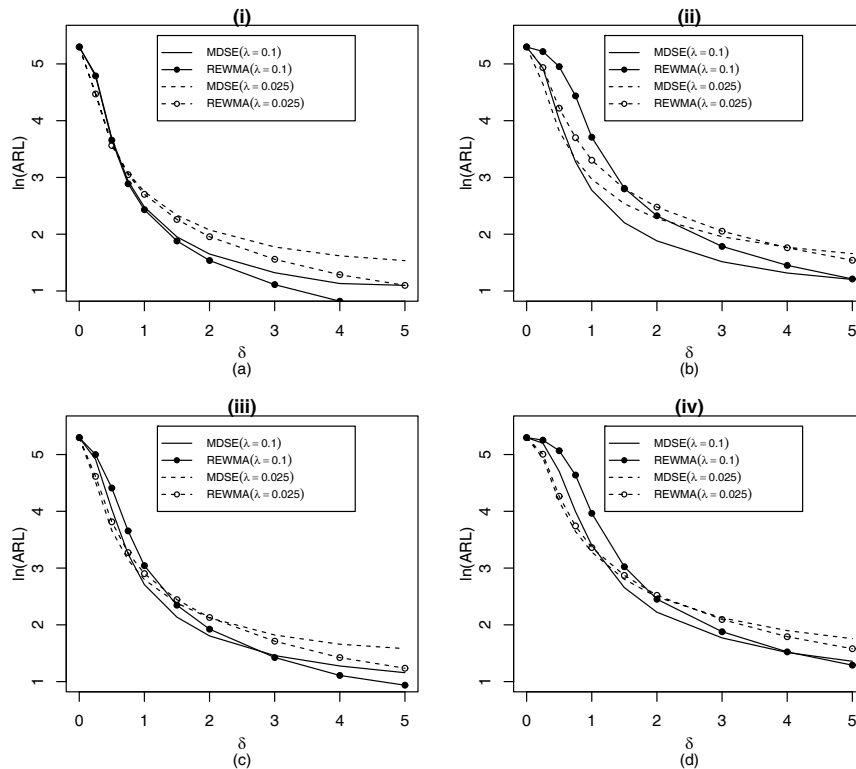 (i)
MDSE(λ = 0.1)
REWMA(λ = 0.1)
MDSE(λ = 0.025)
REWMA(λ = 0.025)
ln(ARL)
5
4
3
2
1
0 1 2 3 4 5
δ
(a)
(ii)
MDSE(λ = 0.1)
REWMA(λ = 0.1)
MDSE(λ = 0.025)
REWMA(λ = 0.025)
ln(ARL)
5
4
3
2
1
0 1 2 3 4 5
δ
(b)
(iii)
MDSE(λ = 0.1)
REWMA(λ = 0.1)
MDSE(λ = 0.025)
REWMA(λ = 0.025)
ln(ARL)
5
4
3
2
1
0 1 2 3 4 5
δ
(c)
(iv)
MDSE(λ = 0.1)
REWMA(λ = 0.1)
MDSE(λ = 0.025)
REWMA(λ = 0.025)
ln(ARL)
5
4
3
2
1
0 1 2 3 4 5
δ
(d)